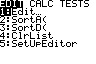 EDIT CALC TESTS
1:Edit…
2:SortA(
3:SortD(
4:ClrList
5:SetUpEditor